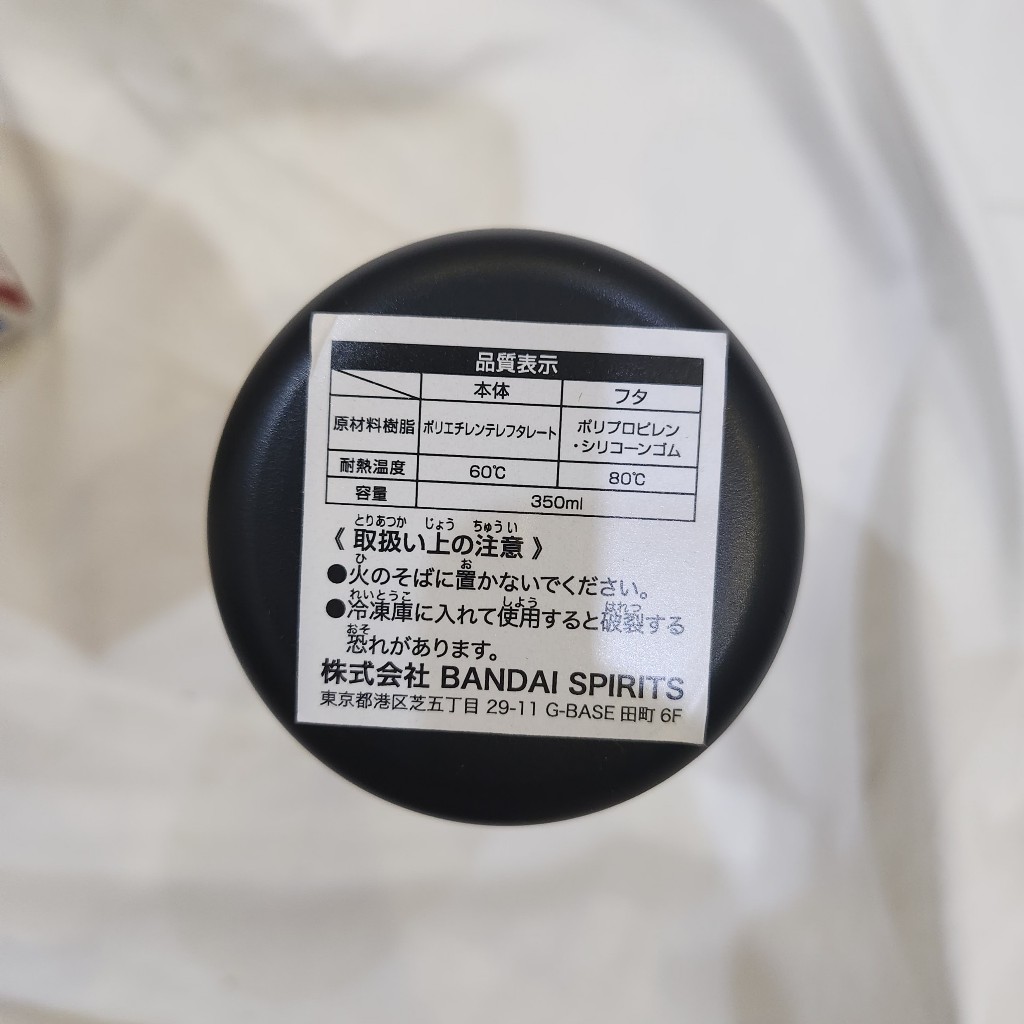 品質表示
本体 フタ
原材料樹脂 ポリエチレンテレフタレート ポリプロピレン
・シリコーンゴム
耐熱温度 60℃ 80℃
容量 350ml
とりあつか じょう ちゅうい
《 取扱い上の注意 》
ひ お
●火のそばに置かないでください。
れいとうこ しよう はれつ
●冷凍庫に入れて使用すると破裂する
おそ
恐れがあります。
株式会社 BANDAI SPIRITS
東京都港区芝五丁目 29-11 G-BASE 田町 6F